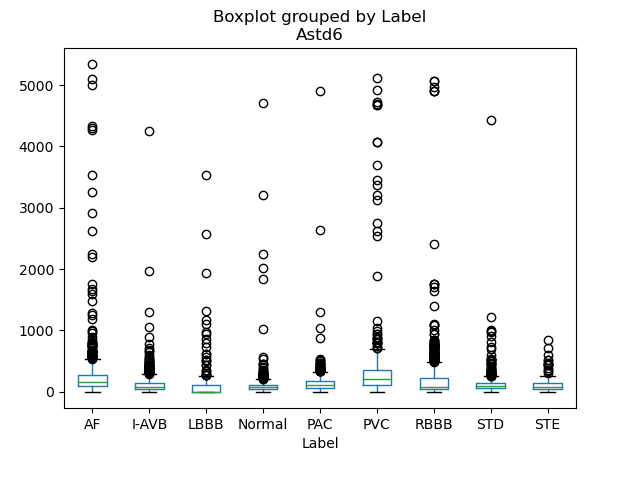 Boxplot grouped by Label
Astd6
5000
4000
3000
2000
1000
0
AF I-AVB LBBB Normal PAC PVC RBBB STD STE
Label